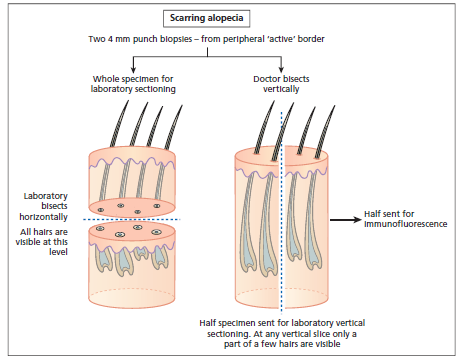 Scarring alopecia
Two 4 mm punch biopsies – from peripheral 'active' border
Whole specimen for
laboratory sectioning
Doctor bisects
vertically
Laboratory
bisects
horizontally
All hairs are
visible at this
level
Half sent for
immunofluorescence
Half specimen sent for laboratory vertical
sectioning. At any vertical slice only a
part of a few hairs are visible